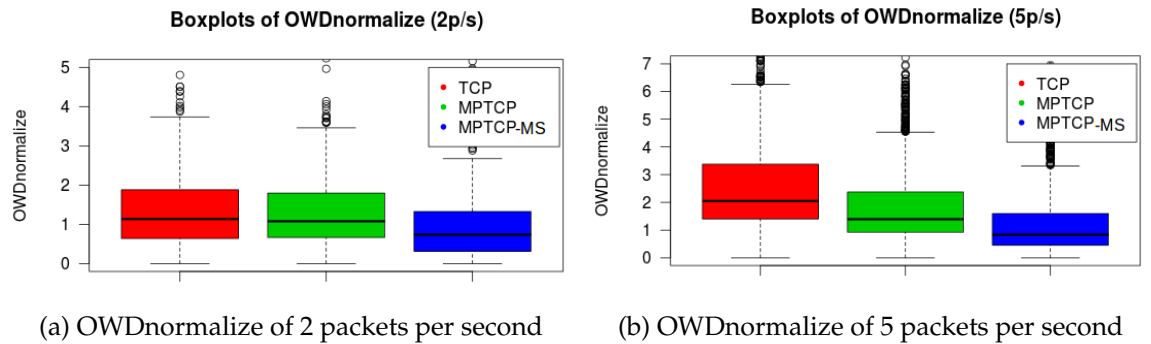 Boxplots of OWDnormalize (2p/s)
OWDnormalize
5
4
3
2
1
0
TCP
MPTCP
MPTCP-MS
(a) OWDnormalize of 2 packets per second
Boxplots of OWDnormalize (5p/s)
OWDnormalize
7
6
5
4
3
2
1
0
TCP
MPTCP
MPTCP-MS
(b) OWDnormalize of 5 packets per second